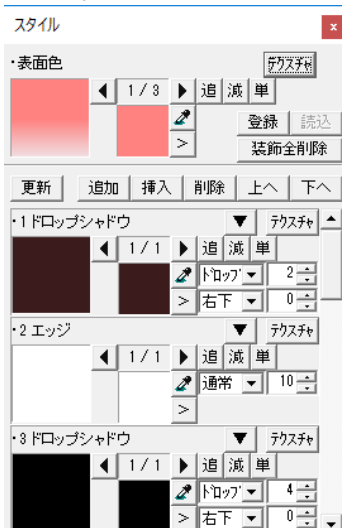 スタイル x
・表面色 テクスチャ
1 / 3 追 減 単
登録 読込
> 装飾全削除
更新 追加 挿入 削除 上へ 下へ
・1 ドロップシャドウ ▼ テクスチャ
1 / 1 追 減 単
ドロップ 2
> 右下 0
・2 エッジ ▼ テクスチャ
1 / 1 追 減 単
通常 10
>
・3 ドロップシャドウ ▼ テクスチャ
1 / 1 追 減 単
ドロップ 4
> 右下 0